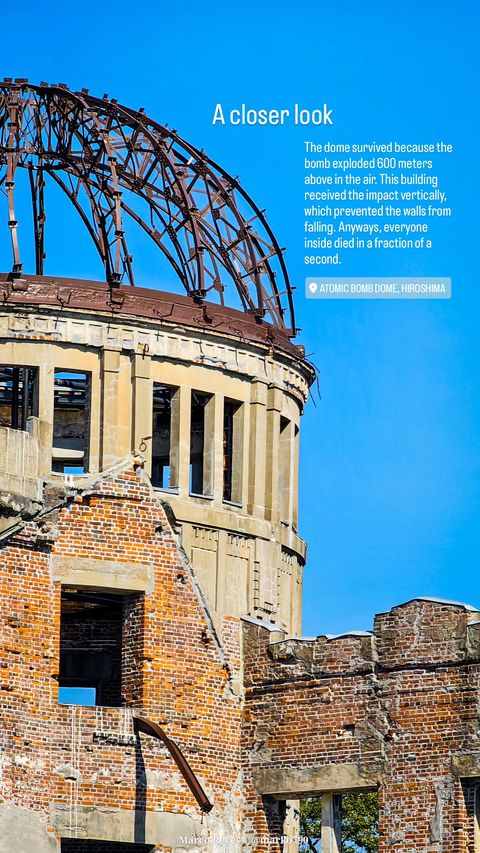 A closer look
The dome survived because the
bomb exploded 600 meters
above in the air. This building
received the impact vertically,
which prevented the walls from
falling. Anyways, everyone
inside died in a fraction of a
second.
ATOMIC BOMB DOME, HIROSHIMA